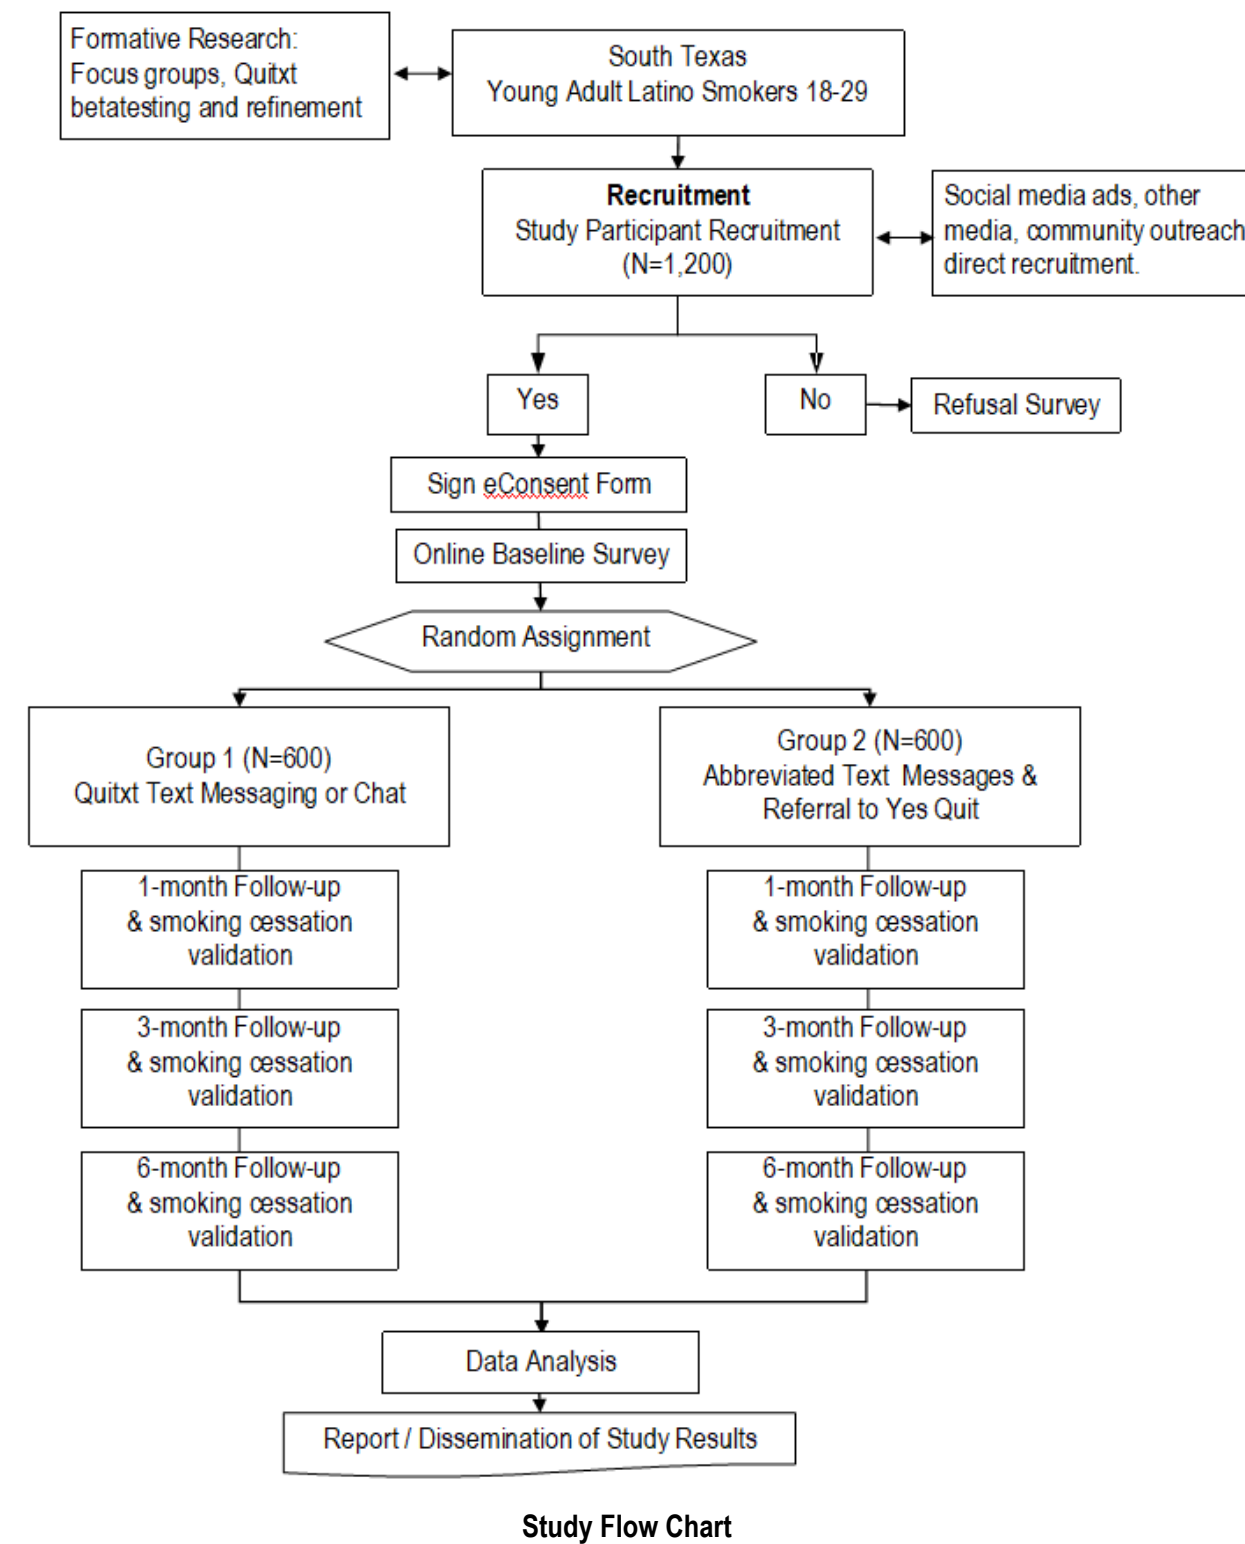 Formative Research:
Focus groups, Quitxt
betatesting and refinement
South Texas
Young Adult Latino Smokers 18-29
Recruitment
Study Participant Recruitment
(N=1,200)
Social media ads, other
media, community outreach
direct recruitment.
Yes
No
Refusal Survey
Sign eConsent Form
Online Baseline Survey
Random Assignment
Group 1 (N=600)
Quitxt Text Messaging or Chat
Group 2 (N=600)
Abbreviated Text Messages &
Referral to Yes Quit
1-month Follow-up
& smoking cessation
validation
1-month Follow-up
& smoking cessation
validation
3-month Follow-up
& smoking cessation
validation
3-month Follow-up
& smoking cessation
validation
6-month Follow-up
& smoking cessation
validation
6-month Follow-up
& smoking cessation
validation
Data Analysis
Report / Dissemination of Study Results
Study Flow Chart